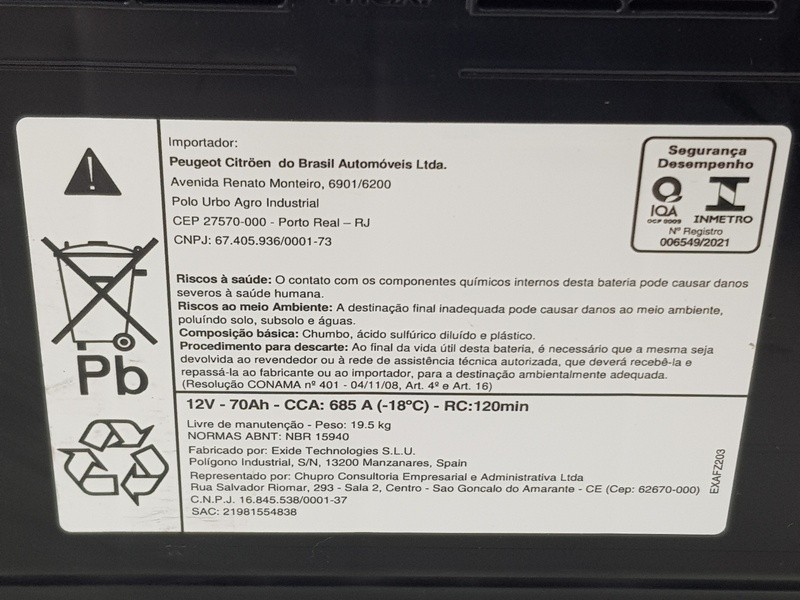 Importador:
Peugeot Citröen do Brasil Automóveis Ltda.
Avenida Renato Monteiro, 6901/6200
Polo Urbo Agro Industrial
CEP 27570-000 - Porto Real – RJ
CNPJ: 67.405.936/0001-73
Segurança
Desempenho
IQA
OCP 0009
INMETRO
Nº Registro
006549/2021
Riscos à saúde: O contato com os componentes químicos internos desta bateria pode causar danos
severos à saúde humana.
Riscos ao meio Ambiente: A destinação final inadequada pode causar danos ao meio ambiente,
poluindo solo, subsolo e águas.
Composição básica: Chumbo, ácido sulfúrico diluído e plástico.
Procedimento para descarte: Ao final da vida útil desta bateria, é necessário que a mesma seja
devolvida ao revendedor ou à rede de assistência técnica autorizada, que deverá recebê-la e
repassá-la ao fabricante ou ao importador, para a destinação ambientalmente adequada.
(Resolução CONAMA nº 401 - 04/11/08, Art. 4º e Art. 16)
Pb
12V - 70Ah - CCA: 685 A (-18ºC) - RC:120min
Livre de manutenção - Peso: 19.5 kg
NORMAS ABNT: NBR 15940
Fabricado por: Exide Technologies S.L.U.
Polígono Industrial, S/N, 13200 Manzanares, Spain
Representado por: Chupro Consultoria Empresarial e Administrativa Ltda
Rua Salvador Riomar, 293 - Sala 2, Centro - Sao Goncalo do Amarante - CE (Cep: 62670-000)
C.N.P.J. 16.845.538/0001-37
SAC: 21981554838
EXAFZ203